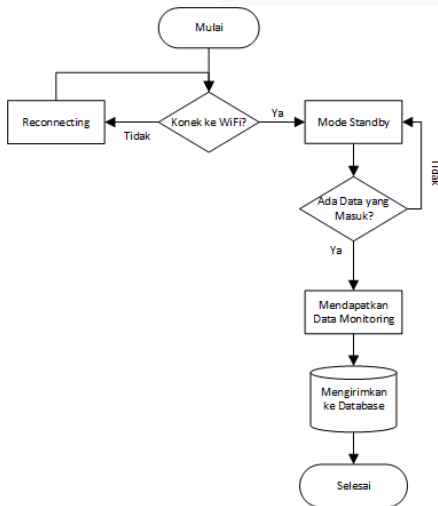 Mulai
Konek ke WiFi?
Tidak
Reconnecting
Ya
Mode Standby
Ada Data yang
Masuk?
Tidak
Ya
Mendapatkan
Data Monitoring
Mengirimkan
ke Database
Selesai